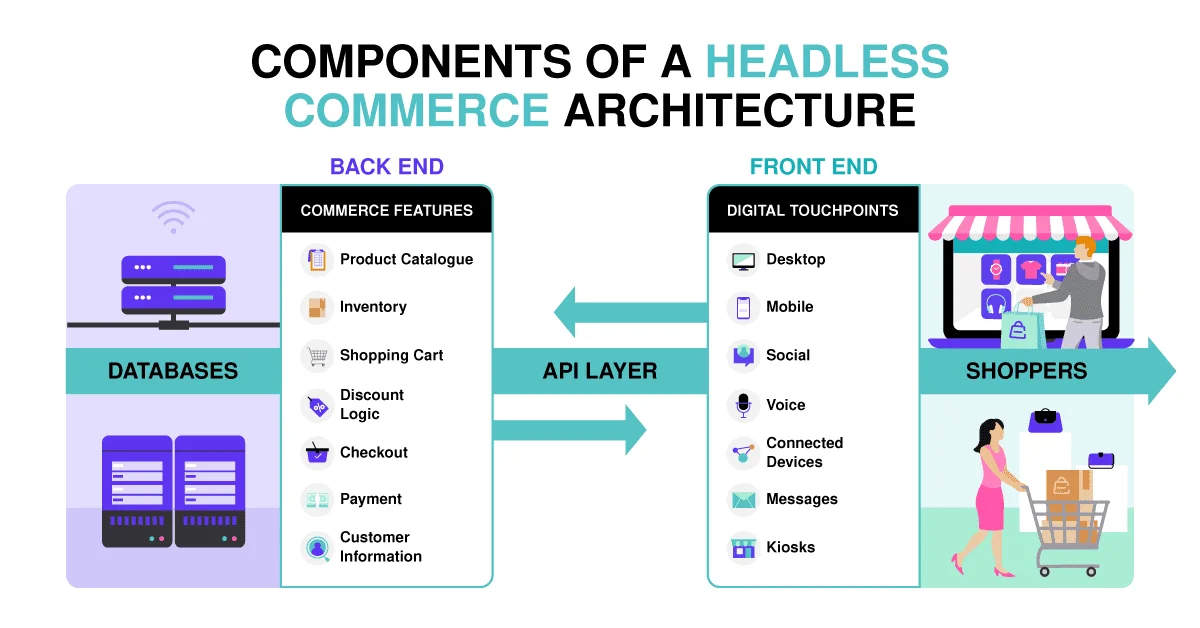 COMPONENTS OF A HEADLESS
COMMERCE ARCHITECTURE
BACK END
FRONT END
DATABASES
COMMERCE FEATURES
Product Catalogue
Inventory
Shopping Cart
Discount
Logic
Checkout
Payment
Customer
Information
API LAYER
DIGITAL TOUCHPOINTS
Desktop
Mobile
Social
Voice
Connected
Devices
Messages
Kiosks
SHOPPERS